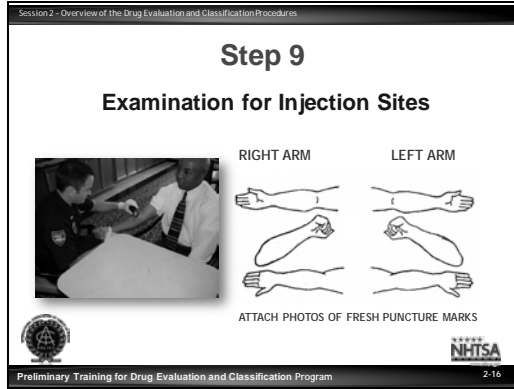 Session 2 - Overview of the Drug Evaluation and Classification Procedures
Step 9
Examination for Injection Sites
RIGHT ARM LEFT ARM
ATTACH PHOTOS OF FRESH PUNCTURE MARKS
NHTSA
Preliminary Training for Drug Evaluation and Classification Program 2-16